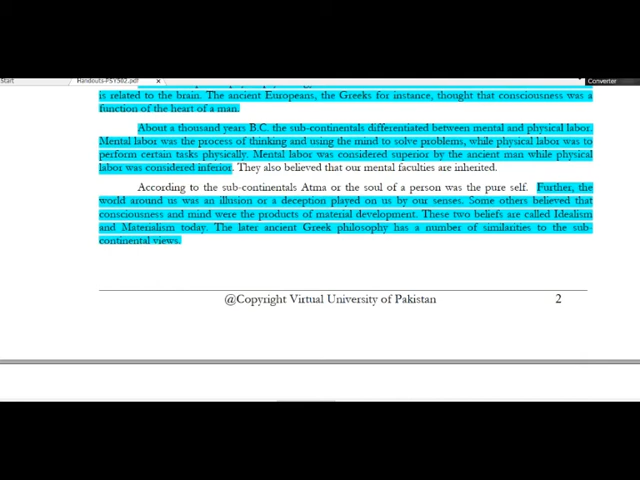 Start
Handouts-PSY502.pdf
×
Converter
is related to the brain. The ancient Europeans, the Greeks for instance, thought that consciousness was a
function of the heart of a man.
About a thousand years B.C. the sub-continentals differentiated between mental and physical labor.
Mental labor was the process of thinking and using the mind to solve problems, while physical labor was to
perform certain tasks physically. Mental labor was considered superior by the ancient man while physical
labor was considered inferior. They also believed that our mental faculties are inherited.
According to the sub-continentals Atma or the soul of a person was the pure self. Further, the
world around us was an illusion or a deception played on us by our senses. Some others believed that
consciousness and mind were the products of material development. These two beliefs are called Idealism
and Materialism today. The later ancient Greek philosophy has a number of similarities to the sub-
continental views.
@Copyright Virtual University of Pakistan 2